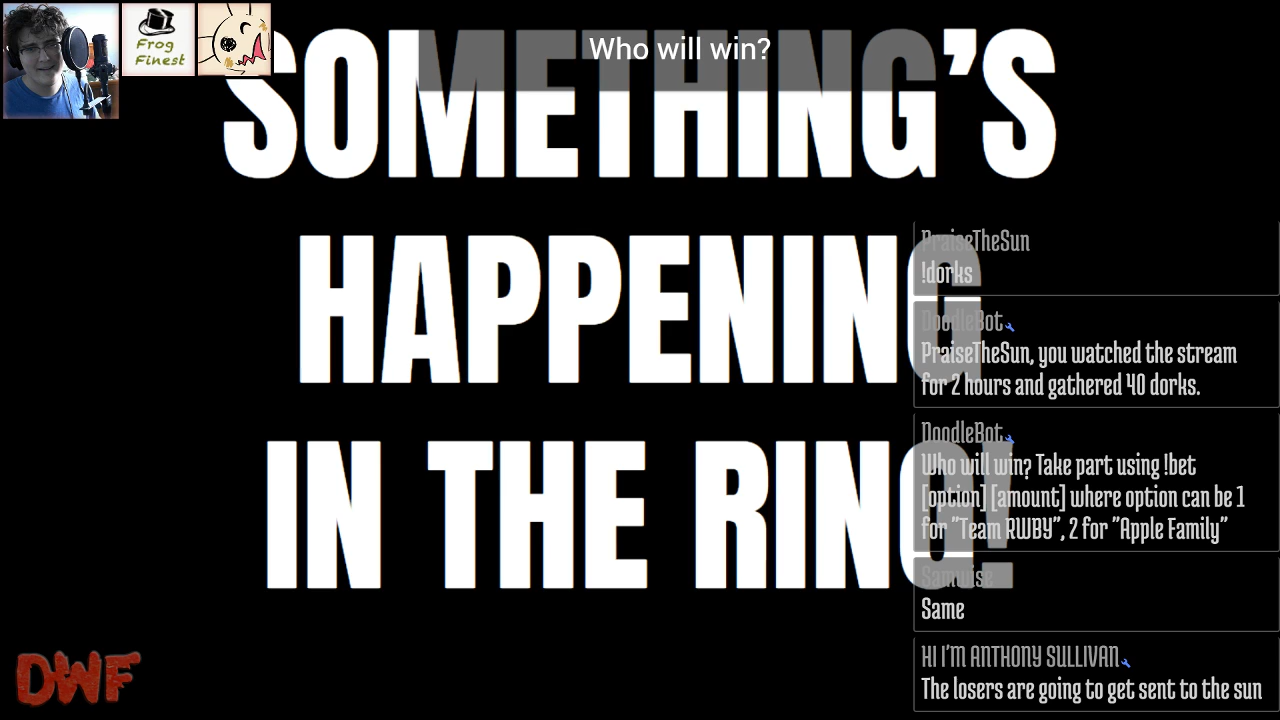 Frog
Finest
Who will win?
SOMETHING'S
HAPPENING
IN THE RING!
PraiseTheSun
!dorks
DoodleBot
PraiseTheSun, you watched the stream
for 2 hours and gathered 40 dorks.
DoodleBot
Who will win? Take part using !bet
[option] [amount] where option can be 1
for "Team RWBY", 2 for "Apple Family"
Samwise
Same
HI I'M ANTHONY SULLIVAN
The losers are going to get sent to the sun
DWF